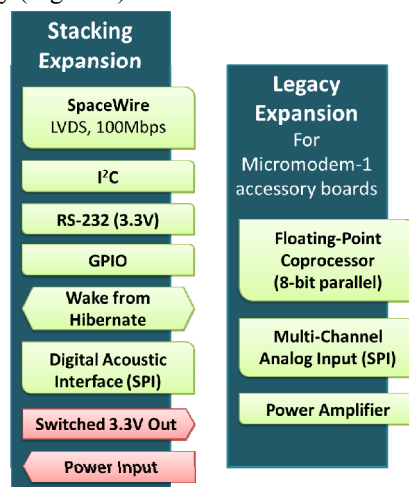 Stacking
Expansion
SpaceWire
LVDS, 100Mbps
I²C
RS-232 (3.3V)
GPIO
Wake from
Hibernate
Digital Acoustic
Interface (SPI)
Switched 3.3V Out
Power Input
Legacy
Expansion
For
Micromodem-1
accessory boards
Floating-Point
Coprocessor
(8-bit parallel)
Multi-Channel
Analog Input (SPI)
Power Amplifier